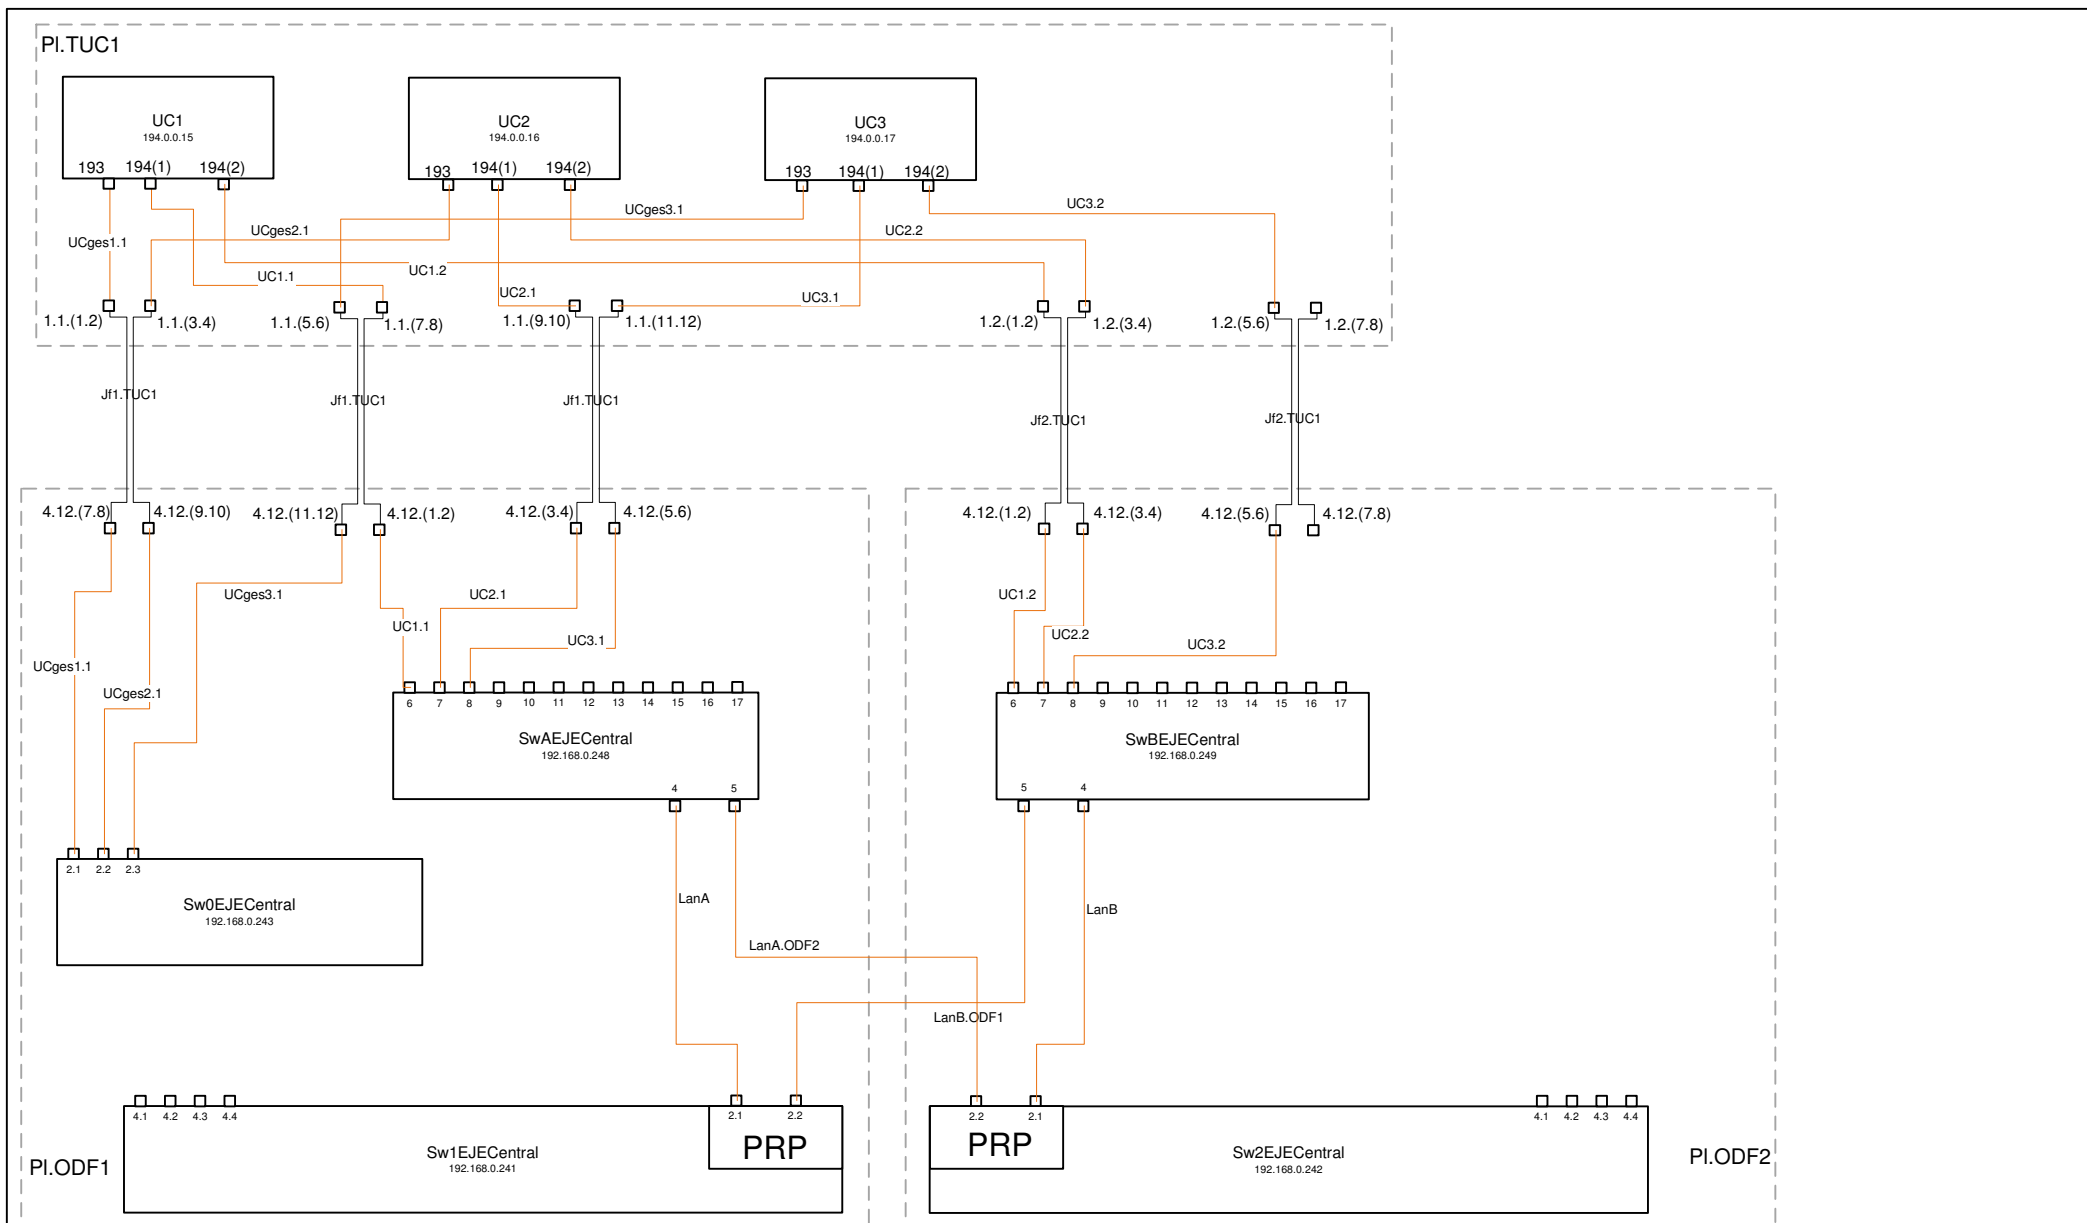 Pl.TUC1
UC1
194.0.0.15
193 194(1) 194(2)
UC2
194.0.0.16
193 194(1) 194(2)
UC3
194.0.0.17
193 194(1) 194(2)
UCges3.1
UC3.2
UCges2.1
UC2.2
UCges1.1
UC1.2
UC1.1
UC2.1
UC3.1
1.1.(1.2) 1.1.(3.4) 1.1.(5.6) 1.1.(7.8) 1.1.(9.10) 1.1.(11.12) 1.2.(1.2) 1.2.(3.4) 1.2.(5.6) 1.2.(7.8)
Jf1.TUC1 Jf1.TUC1 Jf1.TUC1 Jf2.TUC1 Jf2.TUC1
4.12.(7.8) 4.12.(9.10) 4.12.(11.12) 4.12.(1.2) 4.12.(3.4) 4.12.(5.6) 4.12.(1.2) 4.12.(3.4) 4.12.(5.6) 4.12.(7.8)
UCges3.1
UC2.1
UC1.2
UC1.1
UC3.1
UC2.2
UC3.2
UCges1.1
UCges2.1
6 7 8 9 10 11 12 13 14 15 16 17
SwAEJECentral
192.168.0.248
4 5
6 7 8 9 10 11 12 13 14 15 16 17
SwBEJECentral
192.168.0.249
5 4
2.1 2.2 2.3
Sw0EJECentral
192.168.0.243
LanA
LanB
LanA.ODF2
LanB.ODF1
4.1 4.2 4.3 4.4
2.1 2.2
PRP
Sw1EJECentral
192.168.0.241
Pl.ODF1
2.2 2.1
PRP
4.1 4.2 4.3 4.4
Sw2EJECentral
192.168.0.242
Pl.ODF2